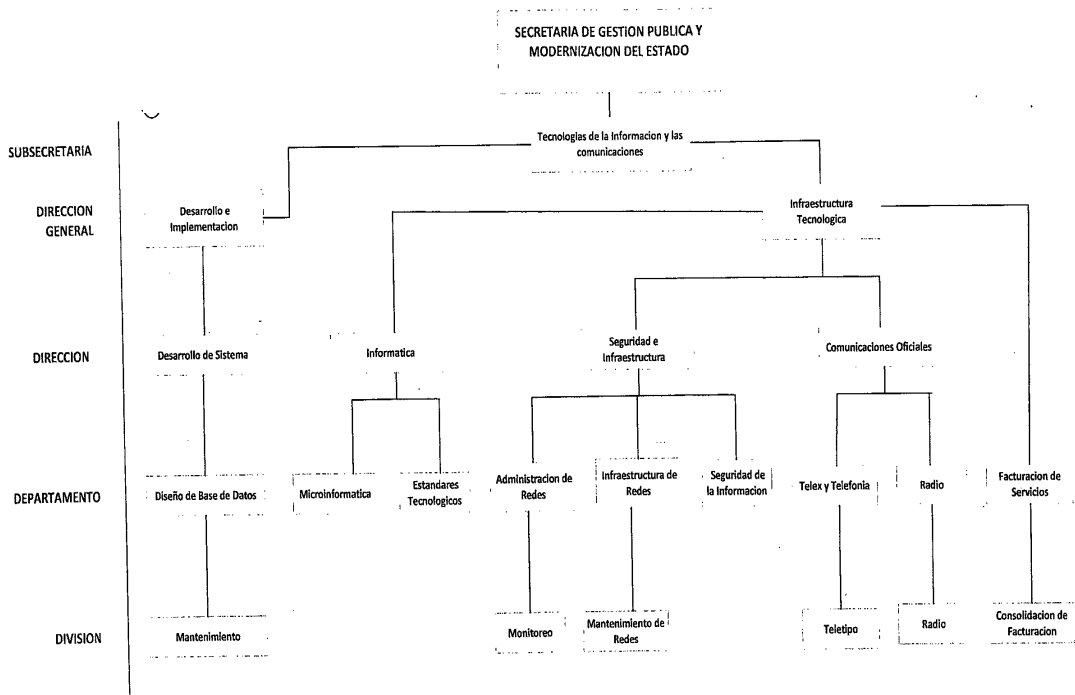 SECRETARIA DE GESTION PUBLICA Y
MODERNIZACION DEL ESTADO
SUBSECRETARIA
Tecnologias de la Informacion y las
comunicaciones
DIRECCION
GENERAL
Desarrollo e
Implementacion
Infraestructura
Tecnologica
DIRECCION
Desarrollo de Sistema
Informatica
Seguridad e
Infraestructura
Comunicaciones Oficiales
DEPARTAMENTO
Diseño de Base de Datos
Microinformatica
Estandares
Tecnologicos
Administracion de
Redes
Infraestructura de
Redes
Seguridad de
la Informacion
Telex y Telefonia
Radio
Facturacion de
Servicios
DIVISION
Mantenimiento
Monitoreo
Mantenimiento de
Redes
Teletipo
Radio
Consolidacion de
Facturacion